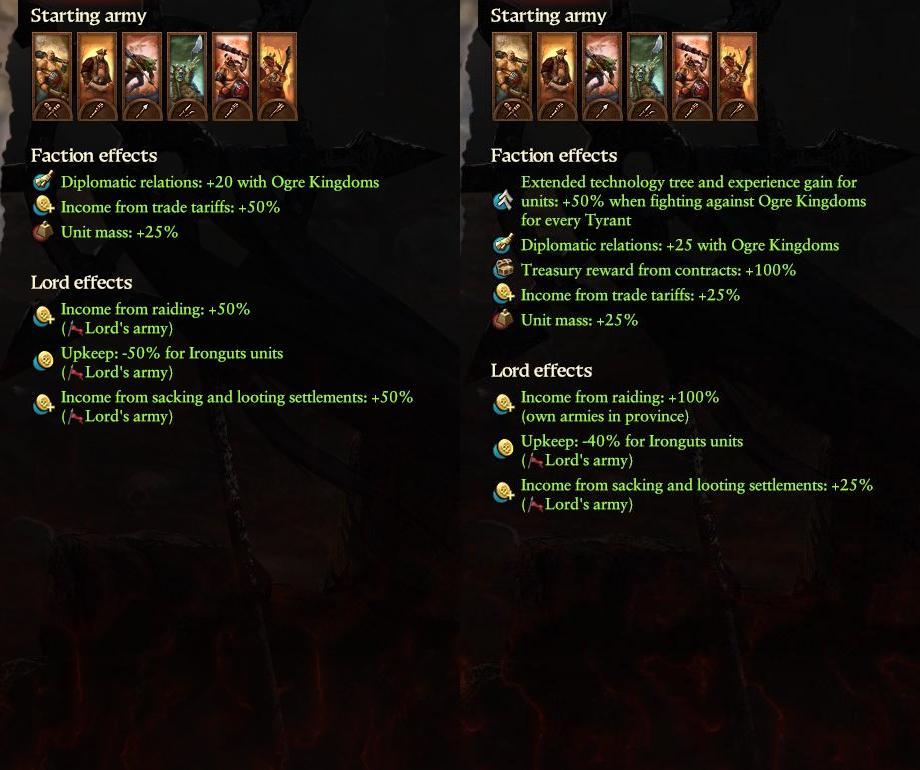 Starting army
Faction effects
Diplomatic relations: +20 with Ogre Kingdoms
Income from trade tariffs: +50%
Unit mass: +25%
Lord effects
Income from raiding: +50%
(Lord's army)
Upkeep: -50% for Ironguts units
(Lord's army)
Income from sacking and looting settlements: +50%
(Lord's army)
Starting army
Faction effects
Extended technology tree and experience gain for
units: +50% when fighting against Ogre Kingdoms
for every Tyrant
Diplomatic relations: +25 with Ogre Kingdoms
Treasury reward from contracts: +100%
Income from trade tariffs: +25%
Unit mass: +25%
Lord effects
Income from raiding: +100%
(own armies in province)
Upkeep: -40% for Ironguts units
(Lord's army)
Income from sacking and looting settlements: +25%
(Lord's army)